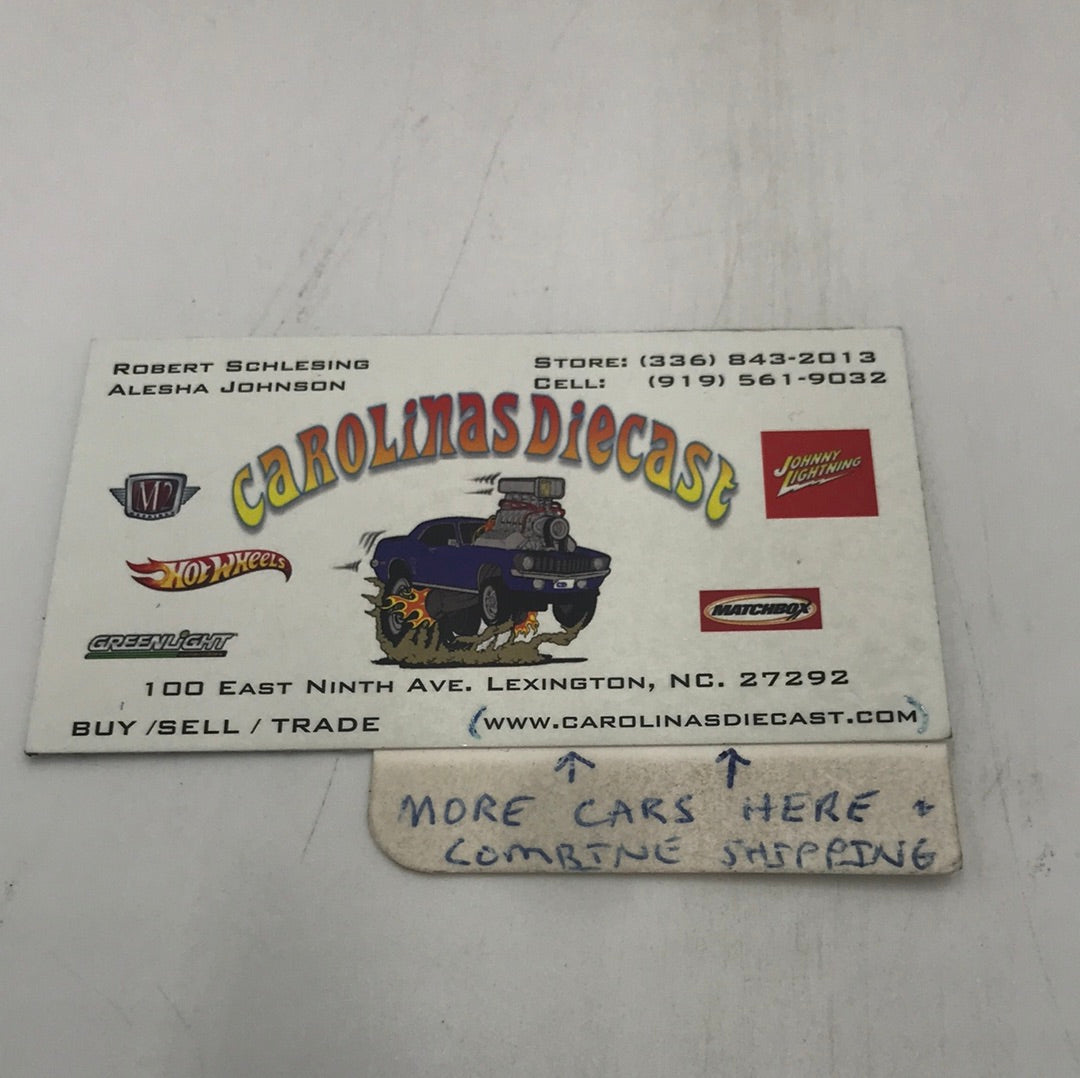 ROBERT SCHLESING
ALESHA JOHNSON
STORE: (336) 843-2013
CELL: (919) 561-9032
CAROLINAS DIECAST
M2
JOHNNY
LIGHTNING
HOT WHEELS
MATCHBOX
GREENLIGHT
100 EAST NINTH AVE. LEXINGTON, NC. 27292
BUY /SELL / TRADE
(WWW.CAROLINASDIECAST.COM)
MORE CARS HERE +
COMBINE SHIPPING